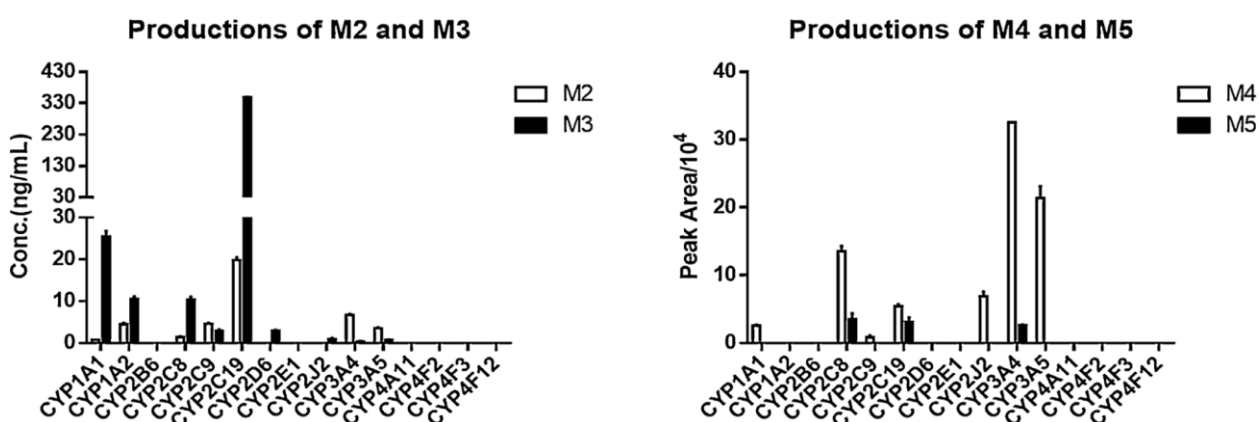 Productions of M2 and M3
Conc.(ng/mL)
430
330
230
130
30
30
20
10
0
M2
M3
CYP1A1
CYP1A2
CYP2B6
CYP2C8
CYP2C9
CYP2C19
CYP2D6
CYP2E1
CYP2J2
CYP3A4
CYP3A5
CYP4A11
CYP4F2
CYP4F3
CYP4F12
Productions of M4 and M5
Peak Area/10⁴
40
30
20
10
0
M4
M5
CYP1A1
CYP1A2
CYP2B6
CYP2C8
CYP2C9
CYP2C19
CYP2D6
CYP2E1
CYP2J2
CYP3A4
CYP3A5
CYP4A11
CYP4F2
CYP4F3
CYP4F12